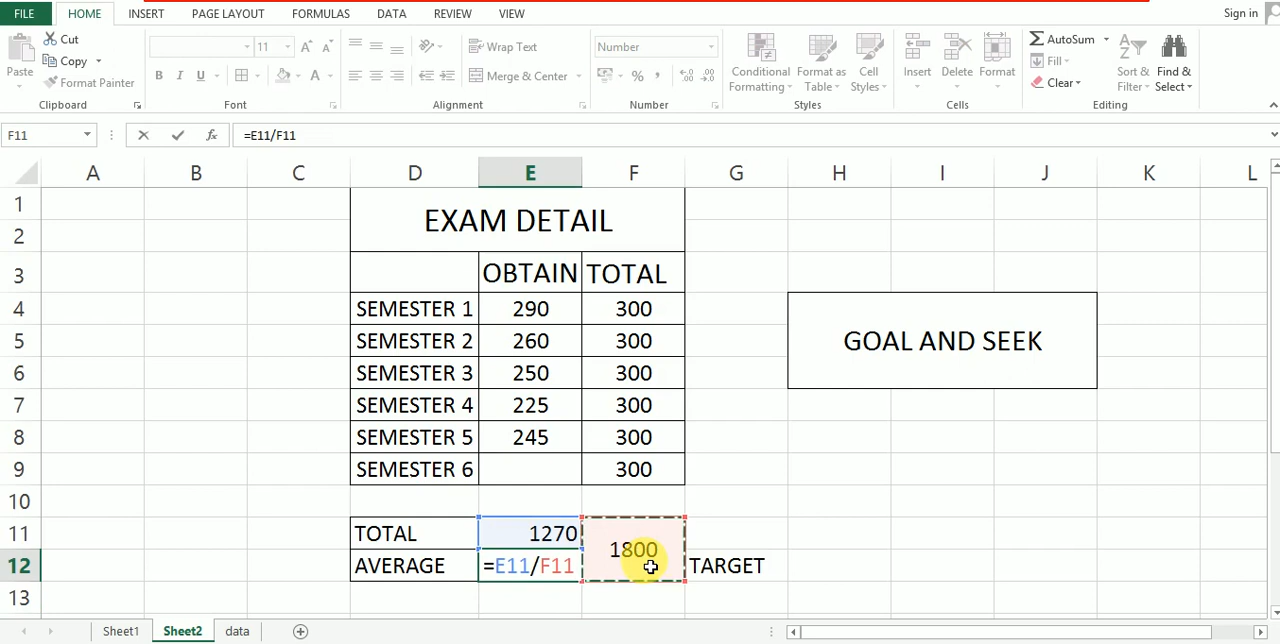 FILE HOME INSERT PAGE LAYOUT FORMULAS DATA REVIEW VIEW Sign in
Paste Cut Copy Format Painter
Clipboard
11 A A
B I U A
Font
Wrap Text
Merge & Center
Alignment
Number
%
Number
Conditional Formatting Format as Table Cell Styles
Styles
Insert Delete Format
Cells
AutoSum Fill Clear Sort & Filter Find & Select
Editing
F11 fx =E11/F11
A B C D E F G H I J K L
1 EXAM DETAIL
2
3 OBTAIN TOTAL
4 SEMESTER 1 290 300
5 SEMESTER 2 260 300 GOAL AND SEEK
6 SEMESTER 3 250 300
7 SEMESTER 4 225 300
8 SEMESTER 5 245 300
9 SEMESTER 6 300
10
11 TOTAL 1270 1800
12 AVERAGE =E11/F11 TARGET
13
Sheet1 Sheet2 data